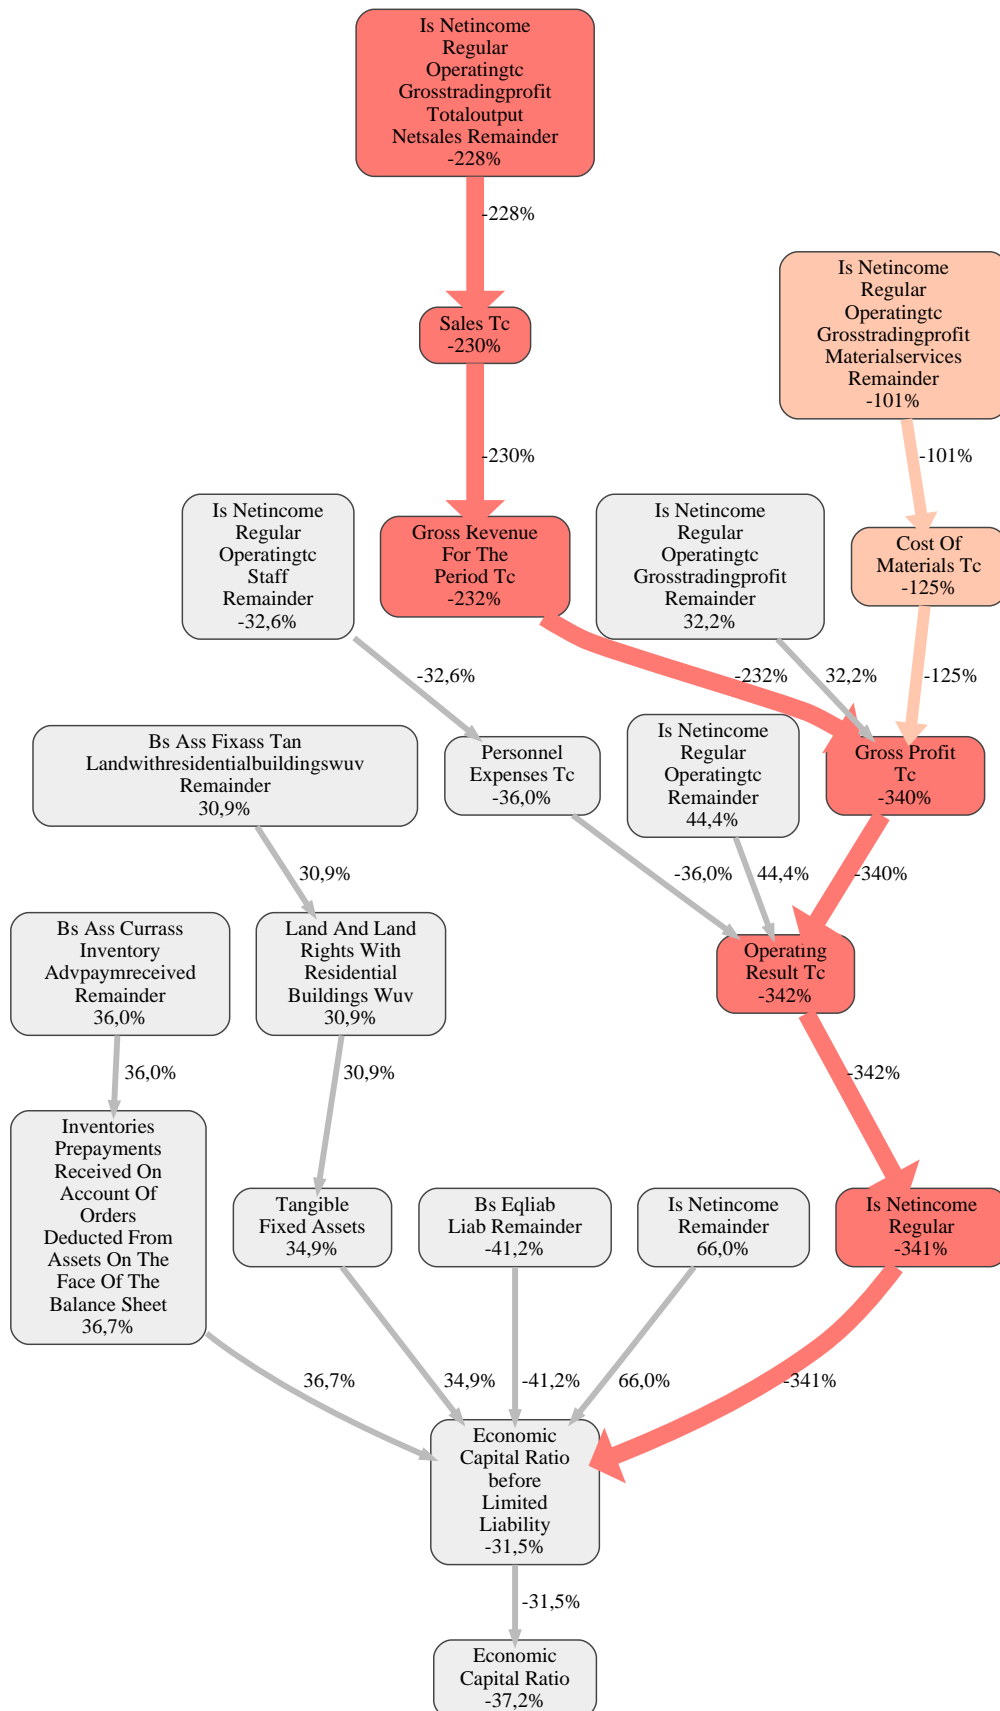 Is Netincome
Regular
Operatingtc
Grosstradingprofit
Totaloutput
Netsales Remainder
-228%
-228%
Is Netincome
Regular
Operatingtc
Grosstradingprofit
Materialservices
Remainder
-101%
Sales Tc
-230%
-230%
-101%
Is Netincome
Regular
Operatingtc
Staff
Remainder
-32,6%
Gross Revenue
For The
Period Tc
-232%
Is Netincome
Regular
Operatingtc
Grosstradingprofit
Remainder
32,2%
Cost Of
Materials Tc
-125%
-32,6%
-232%
32,2%
-125%
Bs Ass Fixass Tan
Landwithresidentialbuildingswuv
Remainder
30,9%
Personnel
Expenses Tc
-36,0%
Is Netincome
Regular
Operatingtc
Remainder
44,4%
Gross Profit
Tc
-340%
30,9%
-36,0%
44,4%
-340%
Bs Ass Currass
Inventory
Advpaymreceived
Remainder
36,0%
Land And Land
Rights With
Residential
Buildings Wuv
30,9%
Operating
Result Tc
-342%
36,0%
30,9%
-342%
Inventories
Prepayments
Received On
Account Of
Orders
Deducted From
Assets On The
Face Of The
Balance Sheet
36,7%
Tangible
Fixed Assets
34,9%
Bs Eqliab
Liab Remainder
-41,2%
Is Netincome
Remainder
66,0%
Is Netincome
Regular
-341%
36,7%
34,9%
-41,2%
66,0%
-341%
Economic
Capital Ratio
before
Limited
Liability
-31,5%
-31,5%
Economic
Capital Ratio
-37,2%